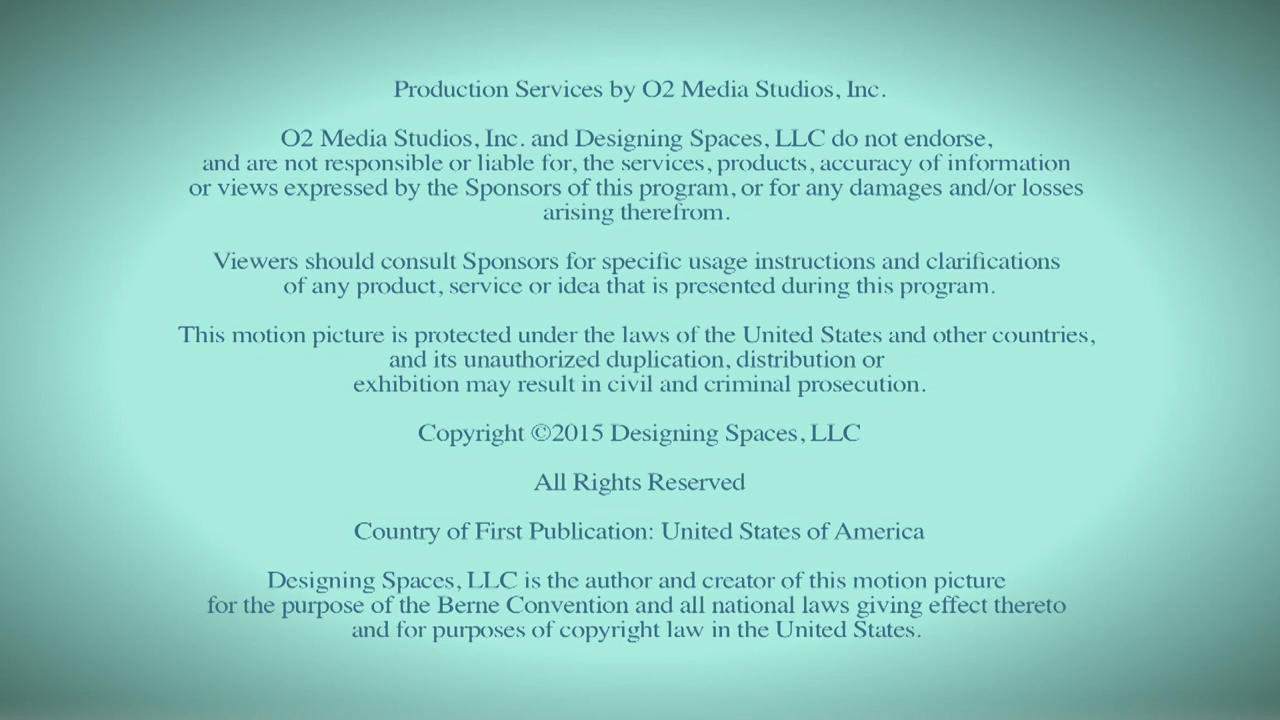 Production Services by O2 Media Studios, Inc.
O2 Media Studios, Inc. and Designing Spaces, LLC do not endorse,
and are not responsible or liable for, the services, products, accuracy of information
or views expressed by the Sponsors of this program, or for any damages and/or losses
arising therefrom.
Viewers should consult Sponsors for specific usage instructions and clarifications
of any product, service or idea that is presented during this program.
This motion picture is protected under the laws of the United States and other countries,
and its unauthorized duplication, distribution or
exhibition may result in civil and criminal prosecution.
Copyright ©2015 Designing Spaces, LLC
All Rights Reserved
Country of First Publication: United States of America
Designing Spaces, LLC is the author and creator of this motion picture
for the purpose of the Berne Convention and all national laws giving effect thereto
and for purposes of copyright law in the United States.